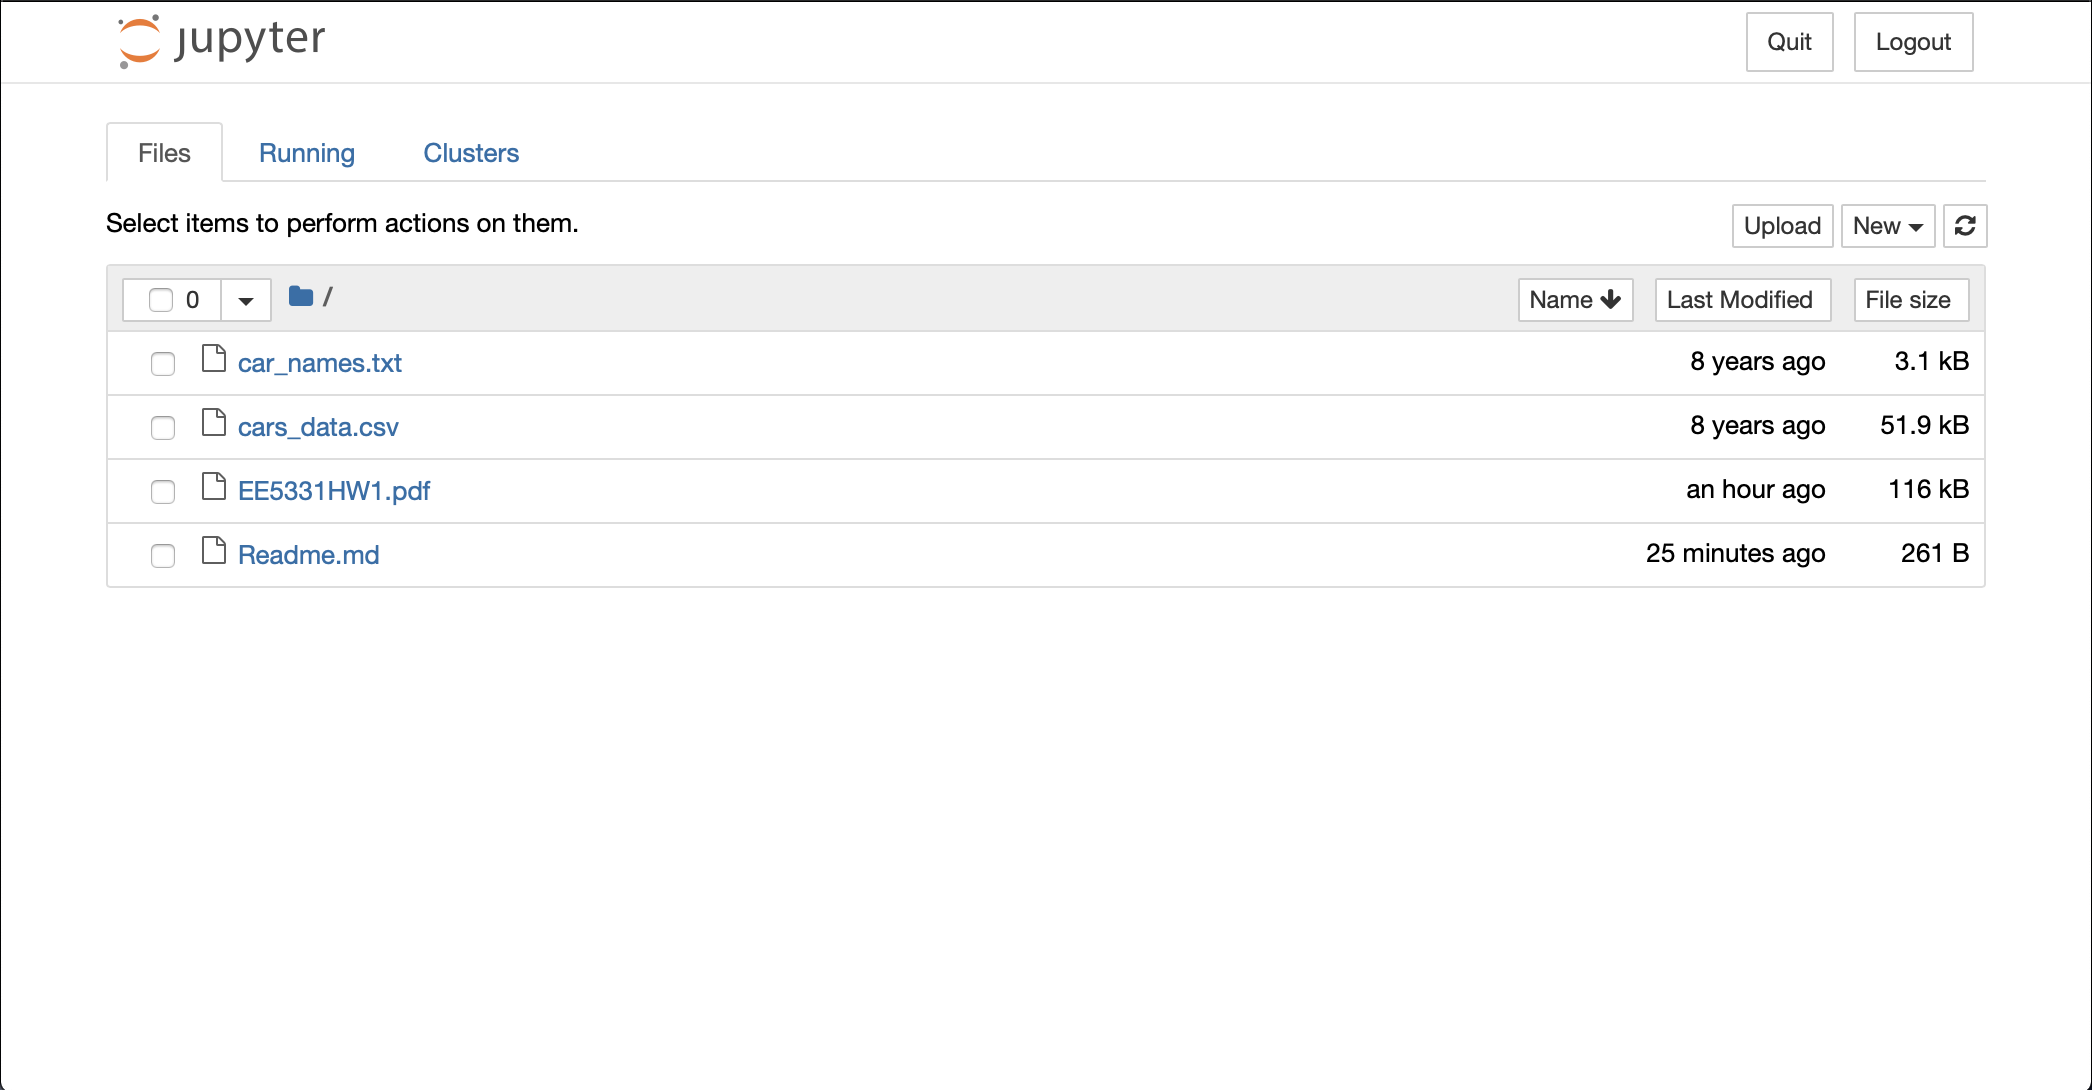 jupyter
Quit Logout
Files Running Clusters
Select items to perform actions on them.
Upload New
0 / Name Last Modified File size
car_names.txt 8 years ago 3.1 kB
cars_data.csv 8 years ago 51.9 kB
EE5331HW1.pdf an hour ago 116 kB
Readme.md 25 minutes ago 261 B